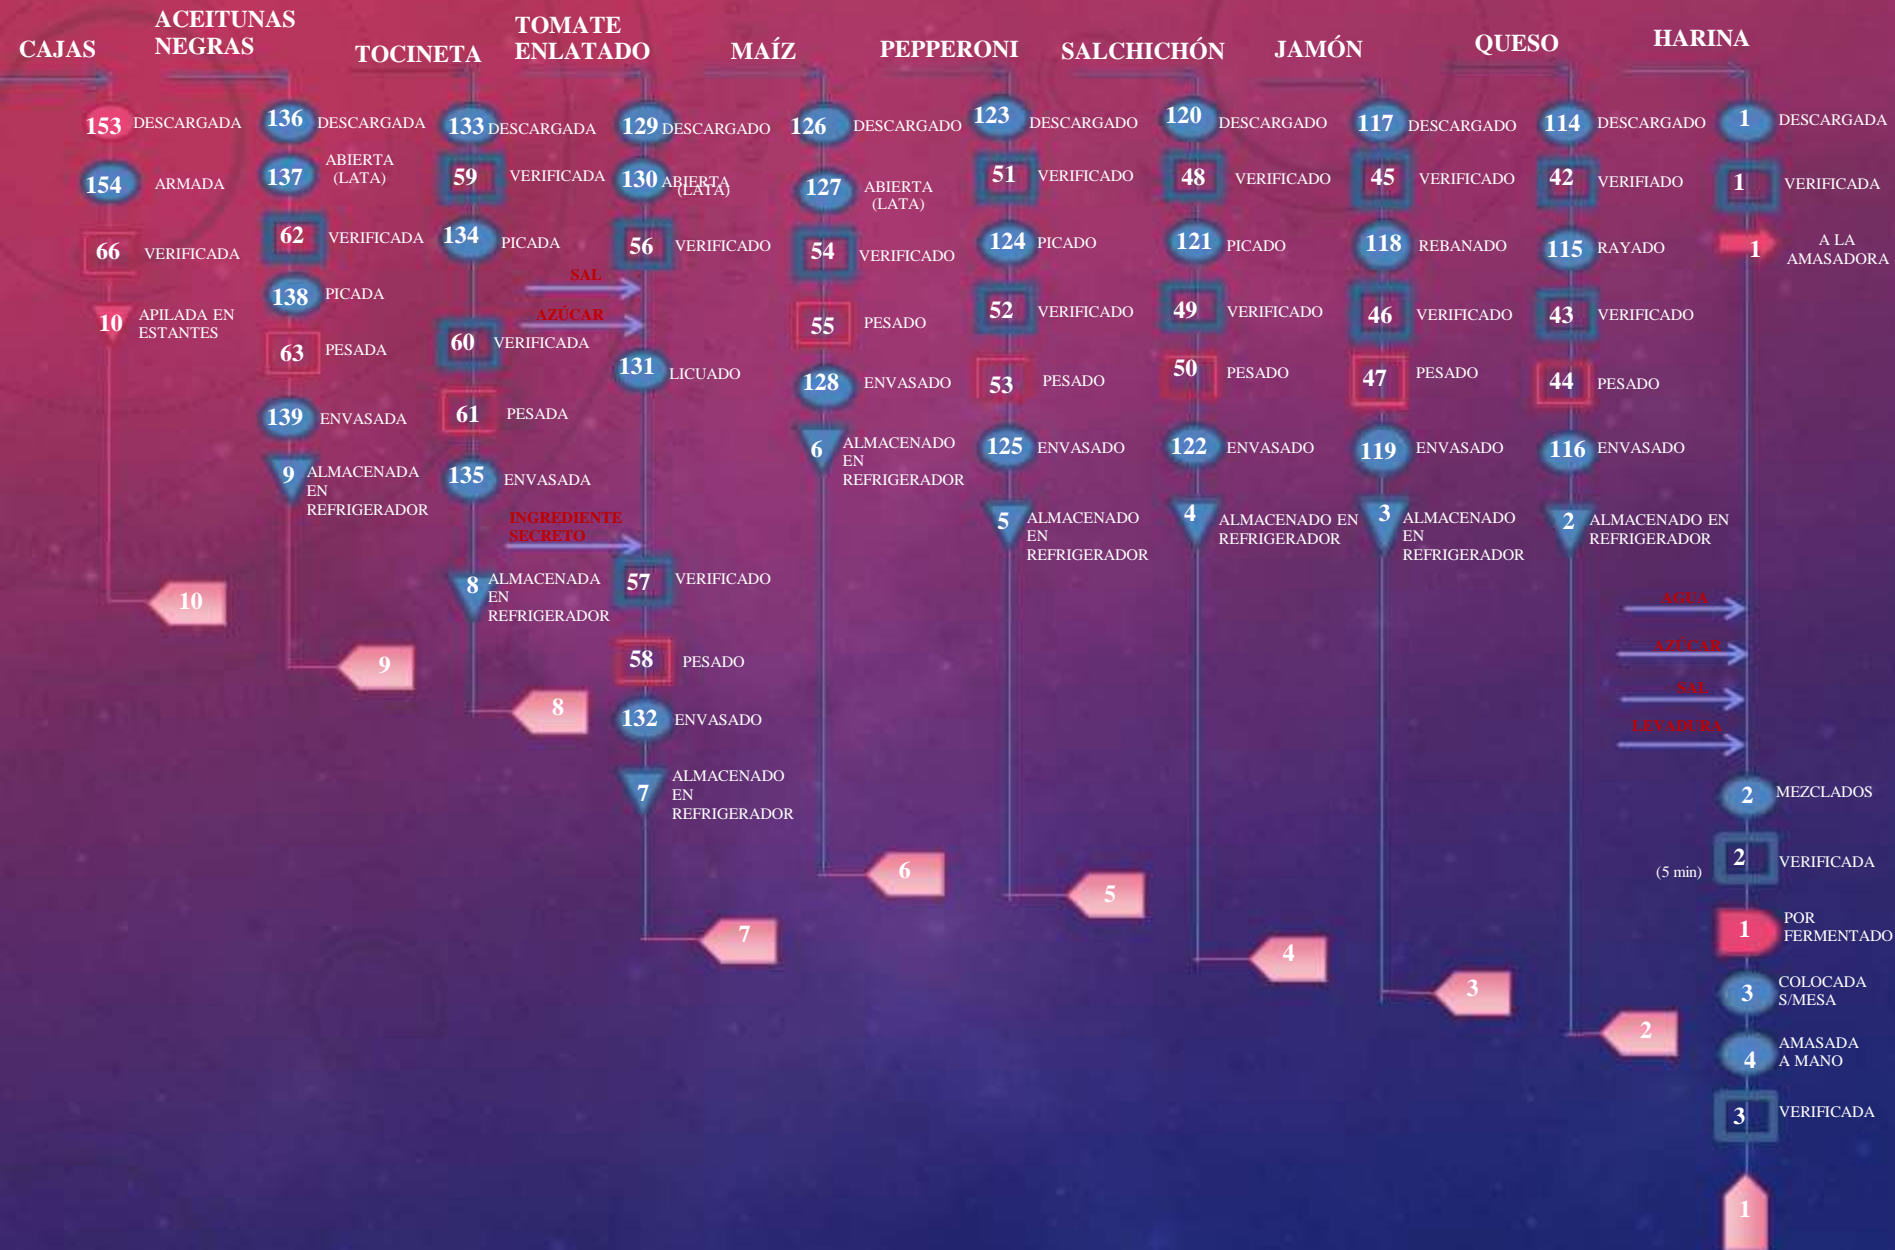 CAJAS
153 DESCARGADA
154 ARMADA
66 VERIFICADA
10 APILADA EN
ESTANTES
10
ACEITUNAS
NEGRAS
136 DESCARGADA
137 ABIERTA
(LATA)
62 VERIFICADA
138 PICADA
63 PESADA
139 ENVASADA
9 ALMACENADA
EN
REFRIGERADOR
9
TOCINETA
133 DESCARGADA
59 VERIFICADA
134 PICADA
60 VERIFICADA
61 PESADA
135 ENVASADA
8 ALMACENADA
EN
REFRIGERADOR
8
TOMATE
ENLATADO
129 DESCARGADO
130 ABIERTA
(LATA)
56 VERIFICADO
SAL
AZÚCAR
131 LICUADO
INGREDIENTE
SECRETO
57 VERIFICADO
58 PESADO
132 ENVASADO
7 ALMACENADO
EN
REFRIGERADOR
7
MAÍZ
126 DESCARGADO
127 ABIERTA
(LATA)
54 VERIFICADO
55 PESADO
128 ENVASADO
6 ALMACENADO
EN
REFRIGERADOR
6
PEPPERONI
123 DESCARGADO
51 VERIFICADO
124 PICADO
52 VERIFICADO
53 PESADO
125 ENVASADO
5 ALMACENADO
EN
REFRIGERADOR
5
SALCHICHÓN
120 DESCARGADO
48 VERIFICADO
121 PICADO
49 VERIFICADO
50 PESADO
122 ENVASADO
4 ALMACENADO EN
REFRIGERADOR
4
JAMÓN
117 DESCARGADO
45 VERIFICADO
118 REBANADO
46 VERIFICADO
47 PESADO
119 ENVASADO
3 ALMACENADO
EN
REFRIGERADOR
3
QUESO
114 DESCARGADO
42 VERIFIADO
115 RAYADO
43 VERIFICADO
44 PESADO
116 ENVASADO
2 ALMACENADO EN
REFRIGERADOR
2
HARINA
1 DESCARGADA
1 VERIFICADA
1 A LA
AMASADORA
AGUA
AZÚCAR
SAL
LEVADURA
2 MEZCLADOS
2 VERIFICADA
(5 min)
1 POR
FERMENTADO
3 COLOCADA
S/MESA
4 AMASADA
A MANO
3 VERIFICADA
1